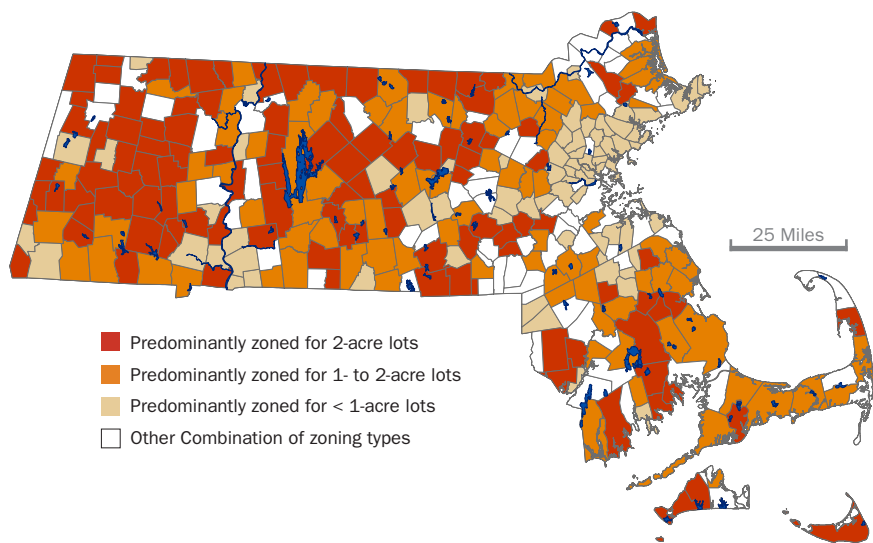 25 Miles
Predominantly zoned for 2-acre lots
Predominantly zoned for 1- to 2-acre lots
Predominantly zoned for < 1-acre lots
Other Combination of zoning types